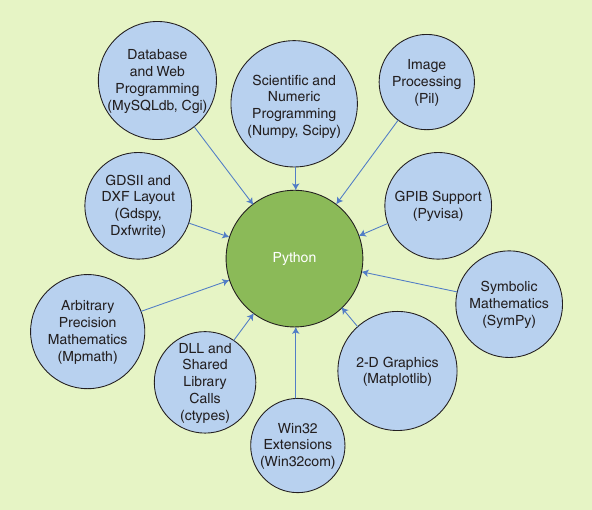 Database
and Web
Programming
(MySQLdb, Cgi)
Scientific and
Numeric
Programming
(Numpy, Scipy)
Image
Processing
(Pil)
GDSII and
DXF Layout
(Gdspy,
Dxfwrite)
GPIB Support
(Pyvisa)
Python
Symbolic
Mathematics
(SymPy)
Arbitrary
Precision
Mathematics
(Mpmath)
DLL and
Shared
Library
Calls
(ctypes)
2-D Graphics
(Matplotlib)
Win32
Extensions
(Win32com)